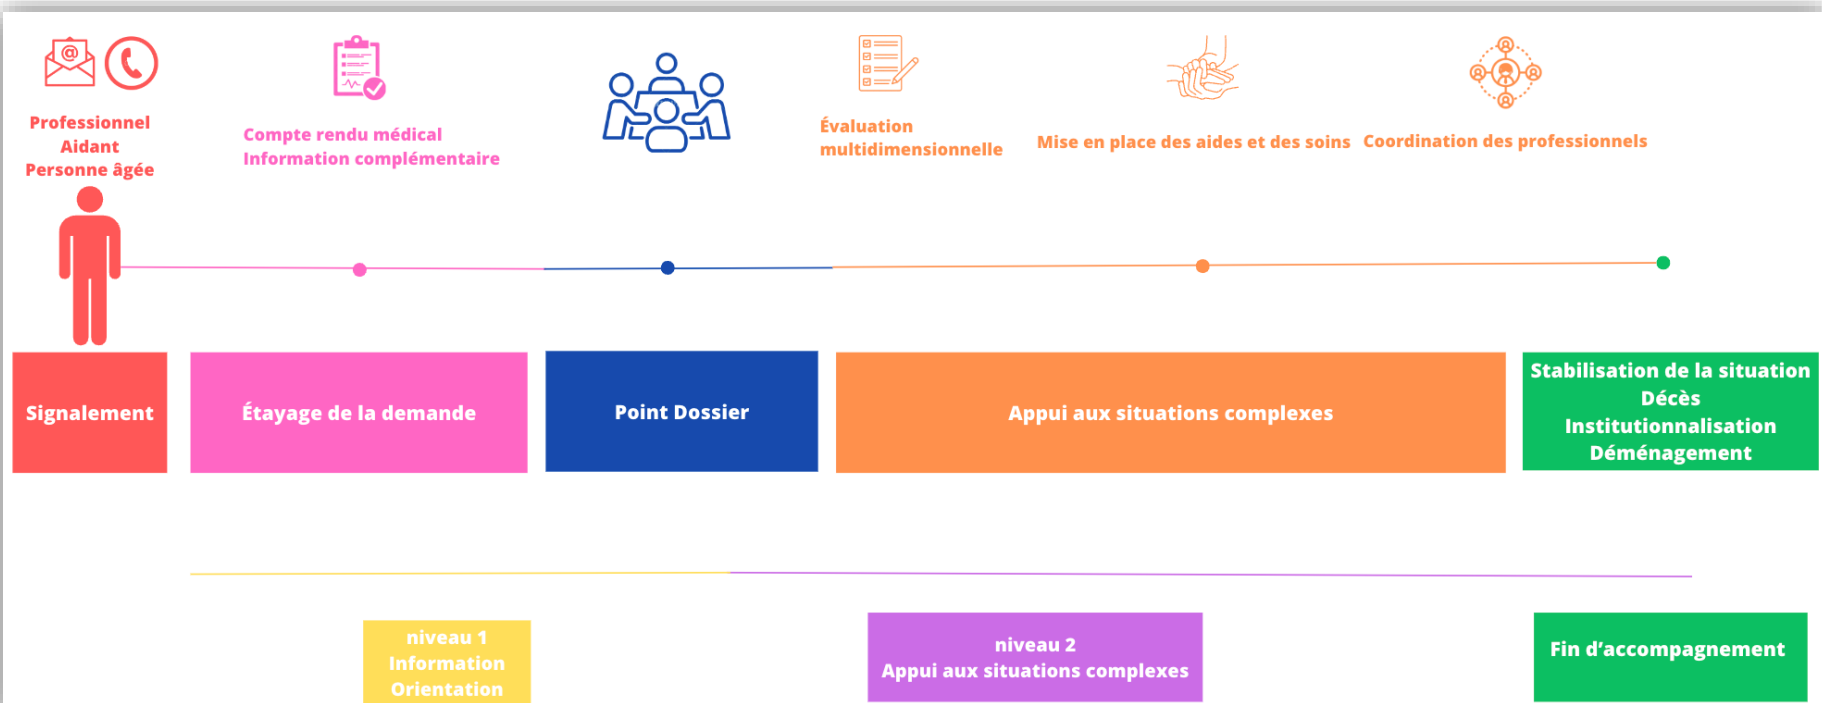 @
Professionnel
Aidant
Personne âgée
Compte rendu médical
Information complémentaire
Évaluation
multidimensionnelle
Mise en place des aides et des soins
Coordination des professionnels
Signalement
Étayage de la demande
Point Dossier
Appui aux situations complexes
Stabilisation de la situation
Décès
Institutionnalisation
Déménagement
niveau 1
Information
Orientation
niveau 2
Appui aux situations complexes
Fin d’accompagnement